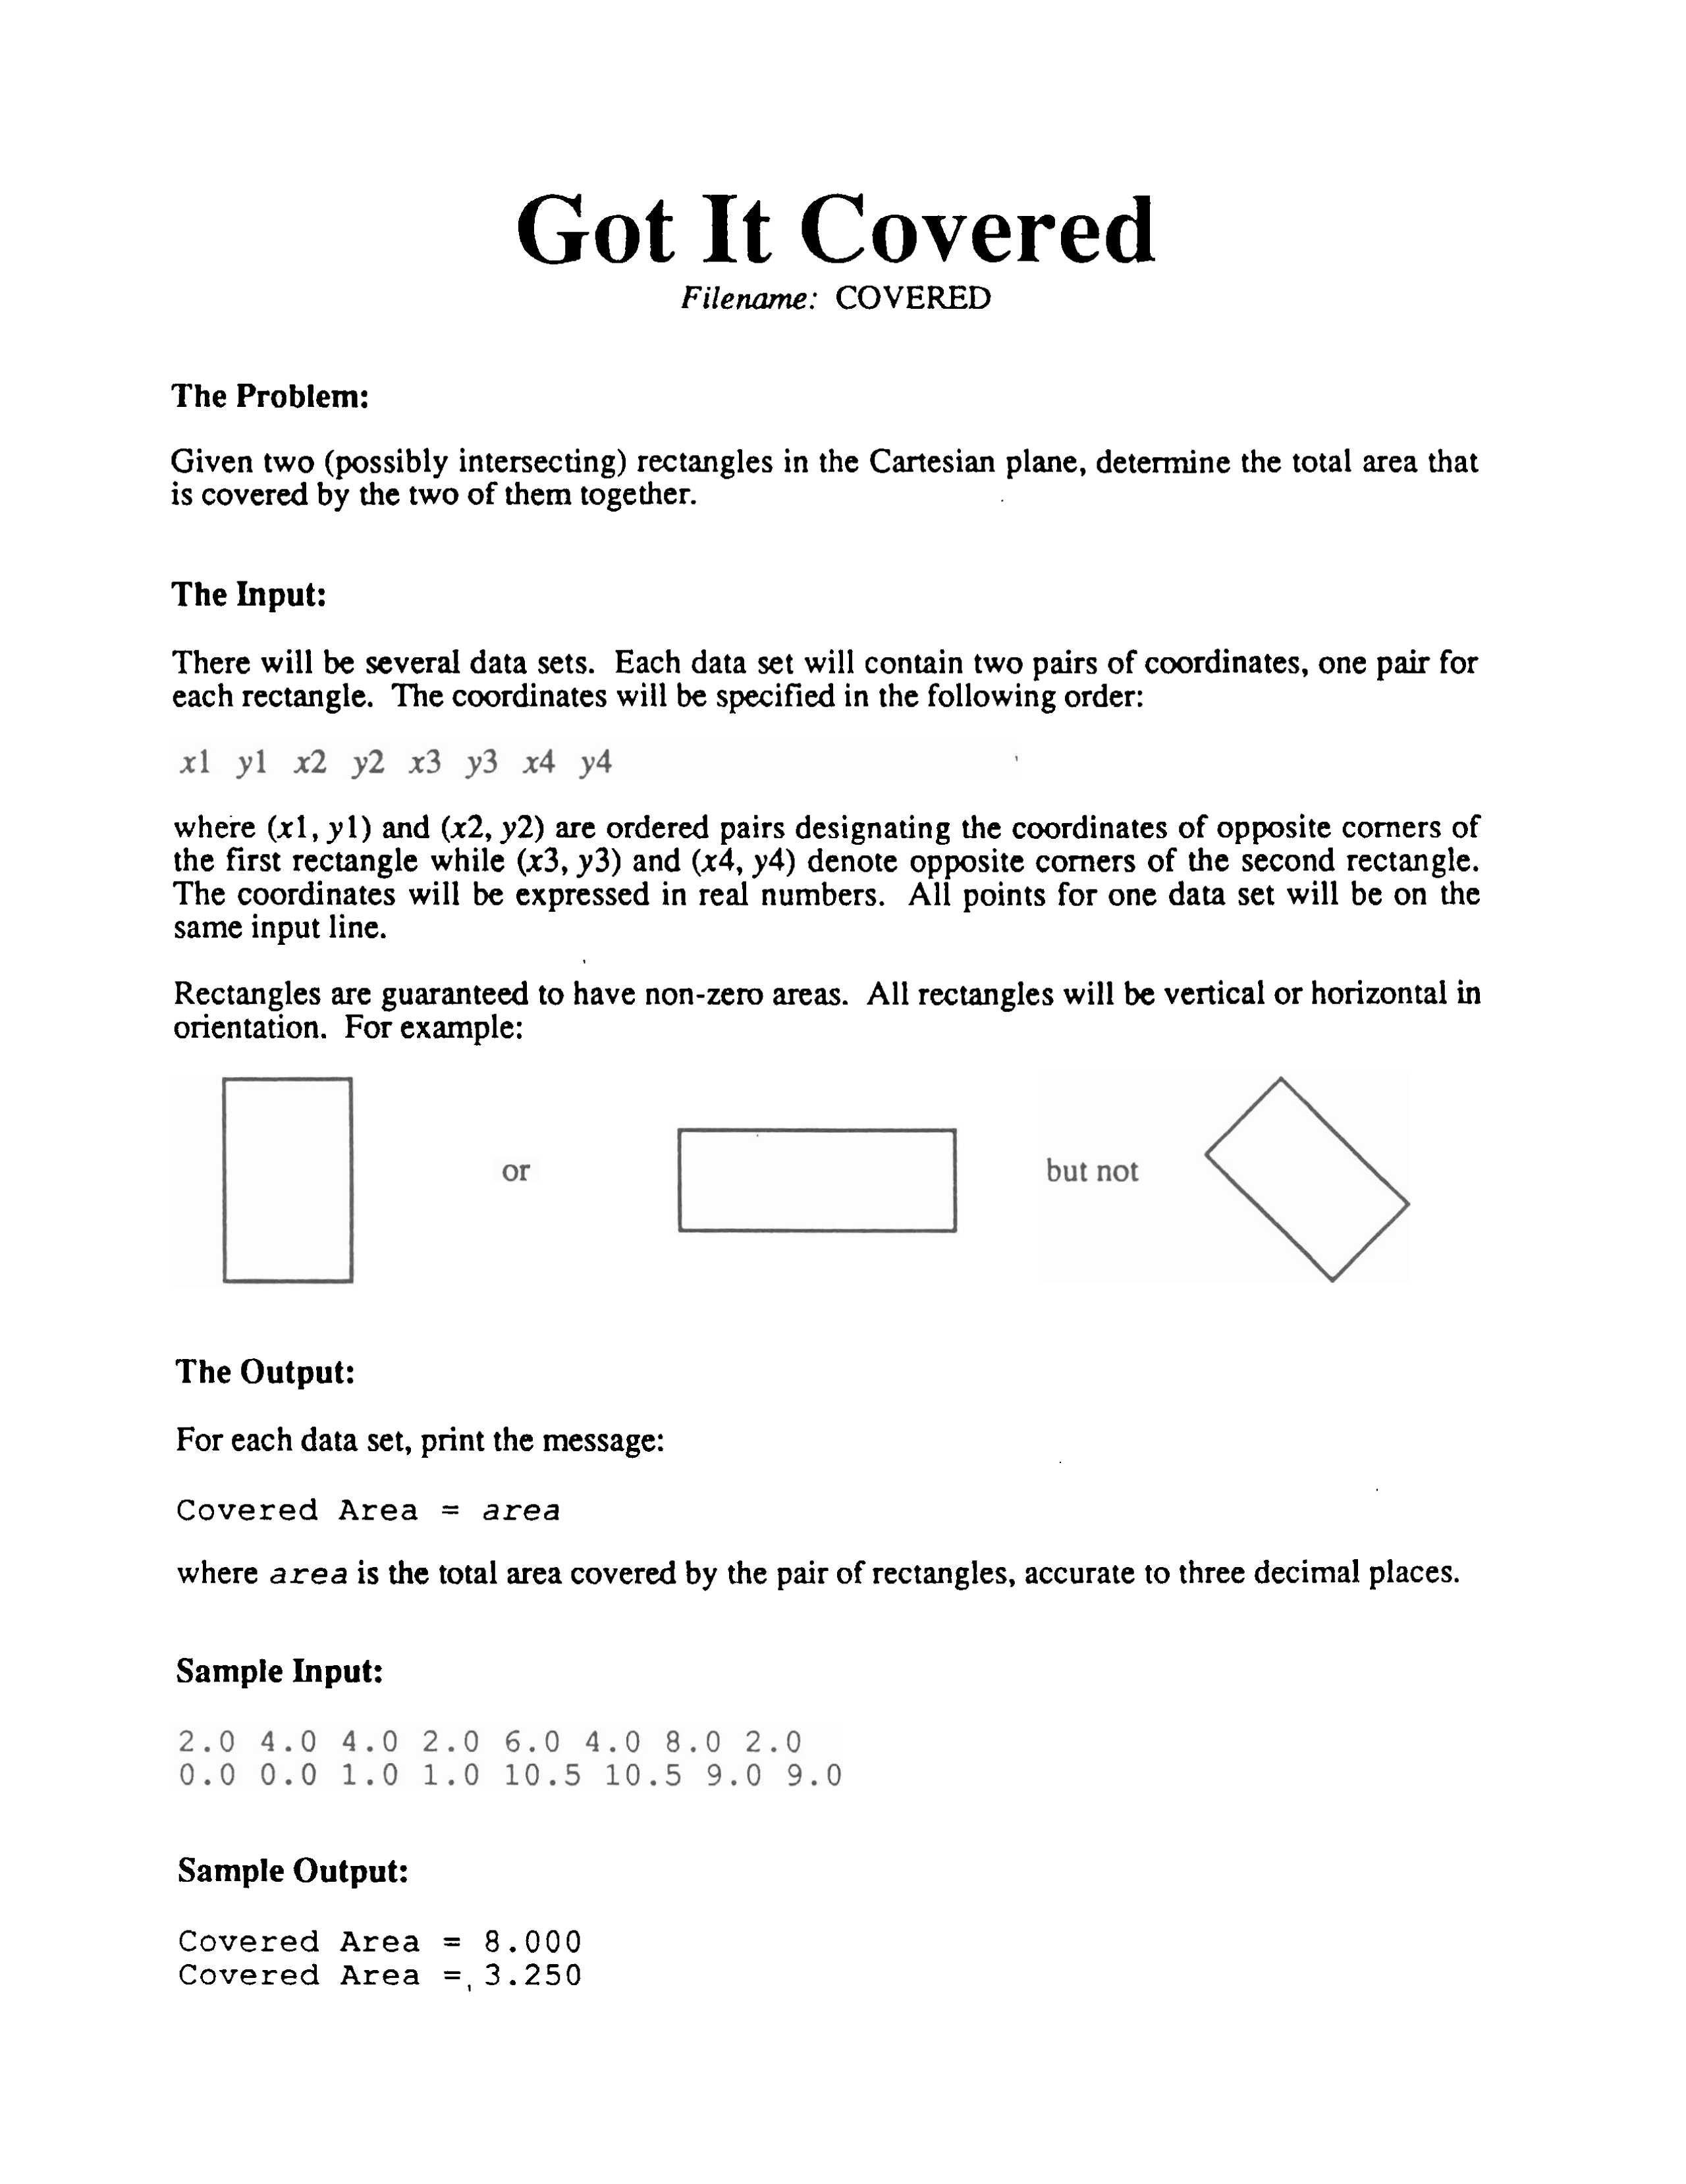 Got It Covered
Filename: COVERED
The Problem:
Given two (possibly intersecting) rectangles in the Cartesian plane, determine the total area that
is covered by the two of them together.
The Input:
There will be several data sets. Each data set will contain two pairs of coordinates, one pair for
each rectangle. The coordinates will be specified in the following order:
x1 y1 x2 y2 x3 y3 x4 y4
where (x1, y1) and (x2, y2) are ordered pairs designating the coordinates of opposite corners of
the first rectangle while (x3, y3) and (x4, y4) denote opposite corners of the second rectangle.
The coordinates will be expressed in real numbers. All points for one data set will be on the
same input line.
Rectangles are guaranteed to have non-zero areas. All rectangles will be vertical or horizontal in
orientation. For example:
or but not
The Output:
For each data set, print the message:
Covered Area = area
where area is the total area covered by the pair of rectangles, accurate to three decimal places.
Sample Input:
2.0 4.0 4.0 2.0 6.0 4.0 8.0 2.0
0.0 0.0 1.0 1.0 10.5 10.5 9.0 9.0
Sample Output:
Covered Area = 8.000
Covered Area = 3.250